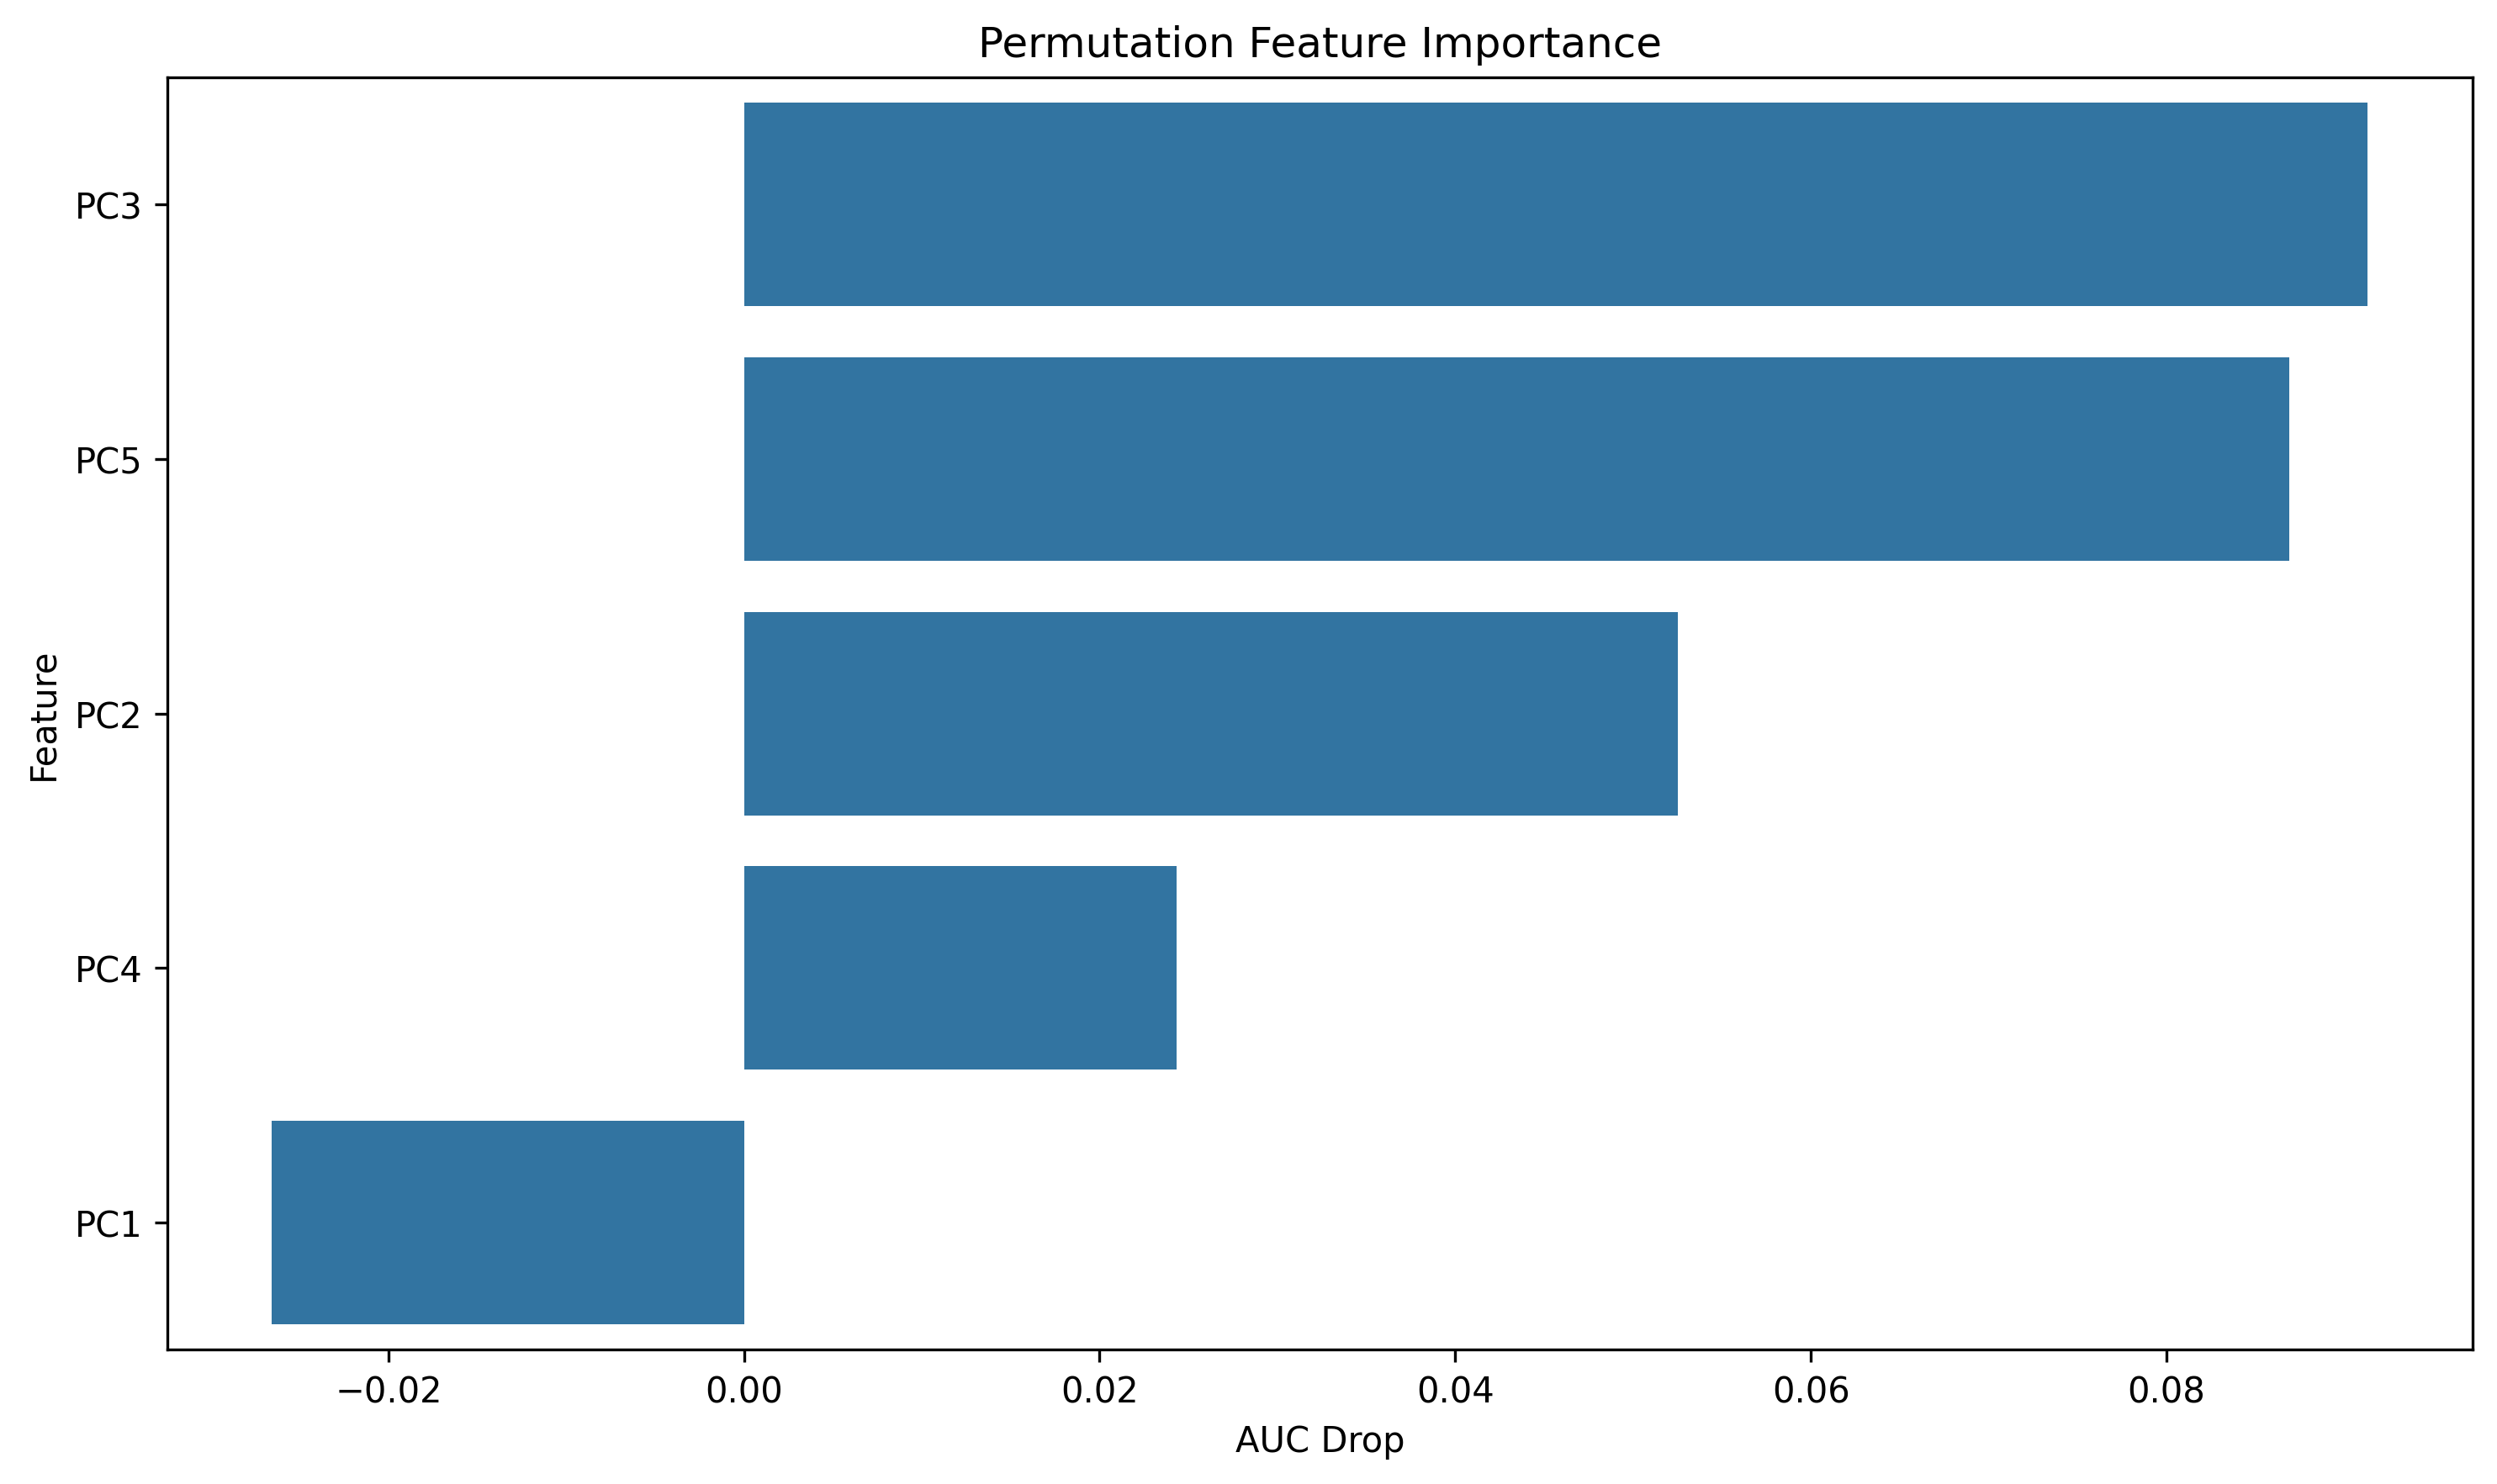 Permutation Feature Importance
PC3
PC5
PC2
PC4
PC1
Feature
−0.02 0.00 0.02 0.04 0.06 0.08
AUC Drop